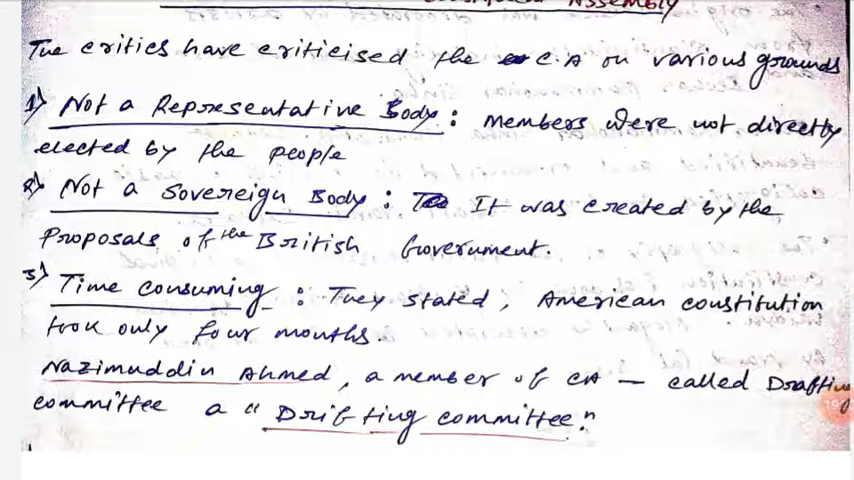 Assembly
The critics have criticised the C.A on various grounds
1) Not a Representative Body : Members were not directly
elected by the people
2) Not a Sovereign Body : It was created by the
Proposals of the British Government.
3) Time consuming : They stated, American constitution
took only four months.
Nazimuddin Ahmed, a member of CA — called Drafting
committee a "Drifting committee."